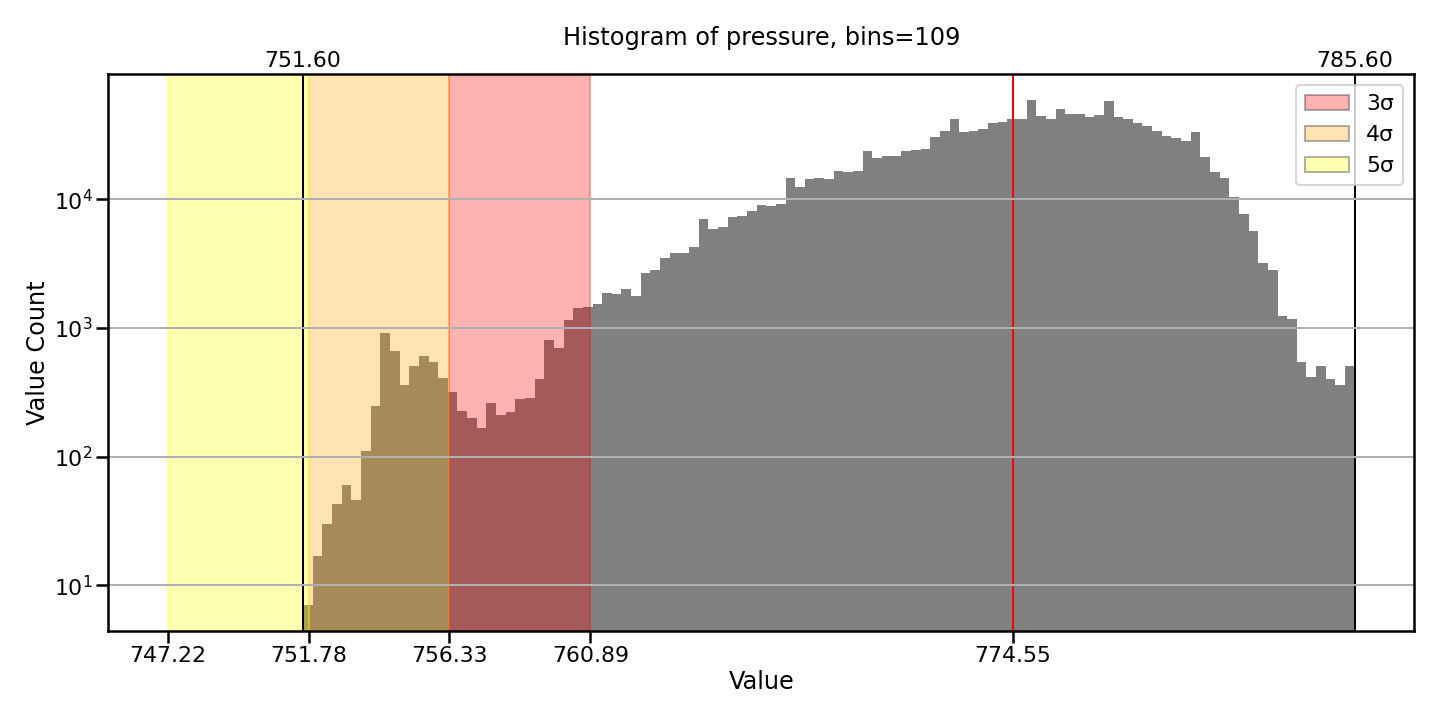 Histogram of pressure, bins=109
751.60 785.60
3σ
4σ
5σ
10⁴
10³
10²
10¹
Value Count
747.22 751.78 756.33 760.89 774.55
Value